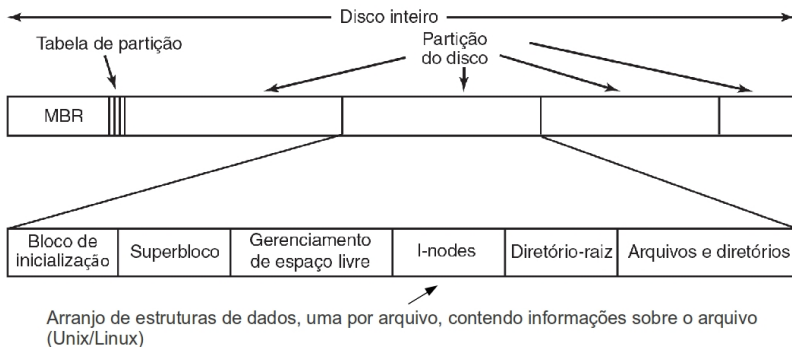 Disco inteiro
Tabela de partição
Partição
do disco
MBR
Bloco de
inicialização
Superbloco
Gerenciamento
de espaço livre
I-nodes
Diretório-raiz
Arquivos e diretórios
Arranjo de estruturas de dados, uma por arquivo, contendo informações sobre o arquivo
(Unix/Linux)